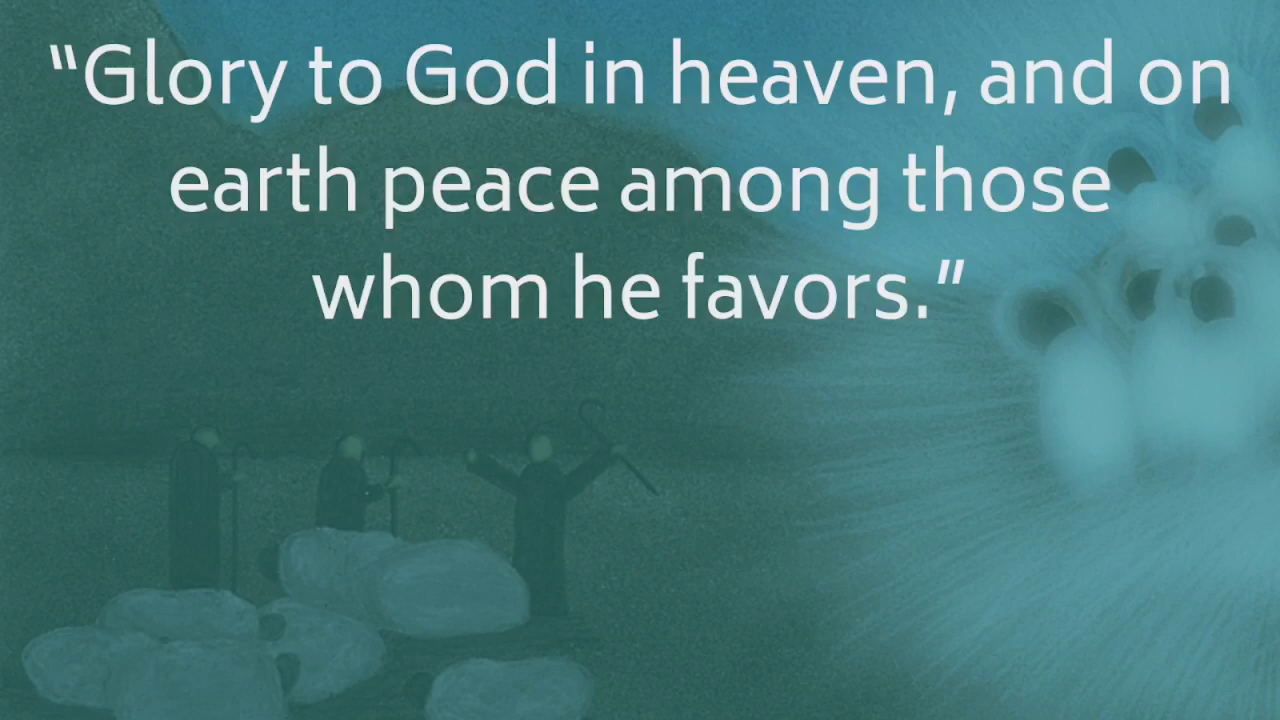 “Glory to God in heaven, and on
earth peace among those
whom he favors.”